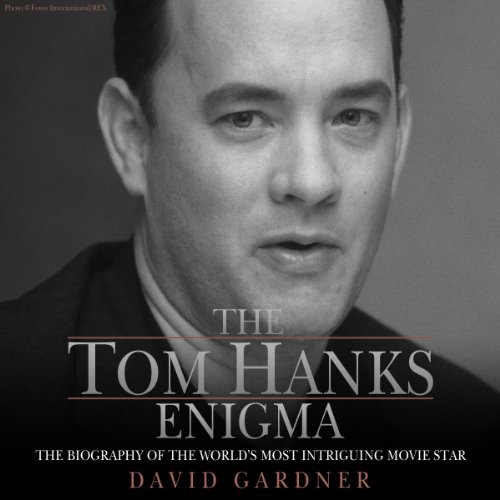 Photo © Fotos International/REX
THE
TOM HANKS
ENIGMA
THE BIOGRAPHY OF THE WORLD'S MOST INTRIGUING MOVIE STAR
DAVID GARDNER